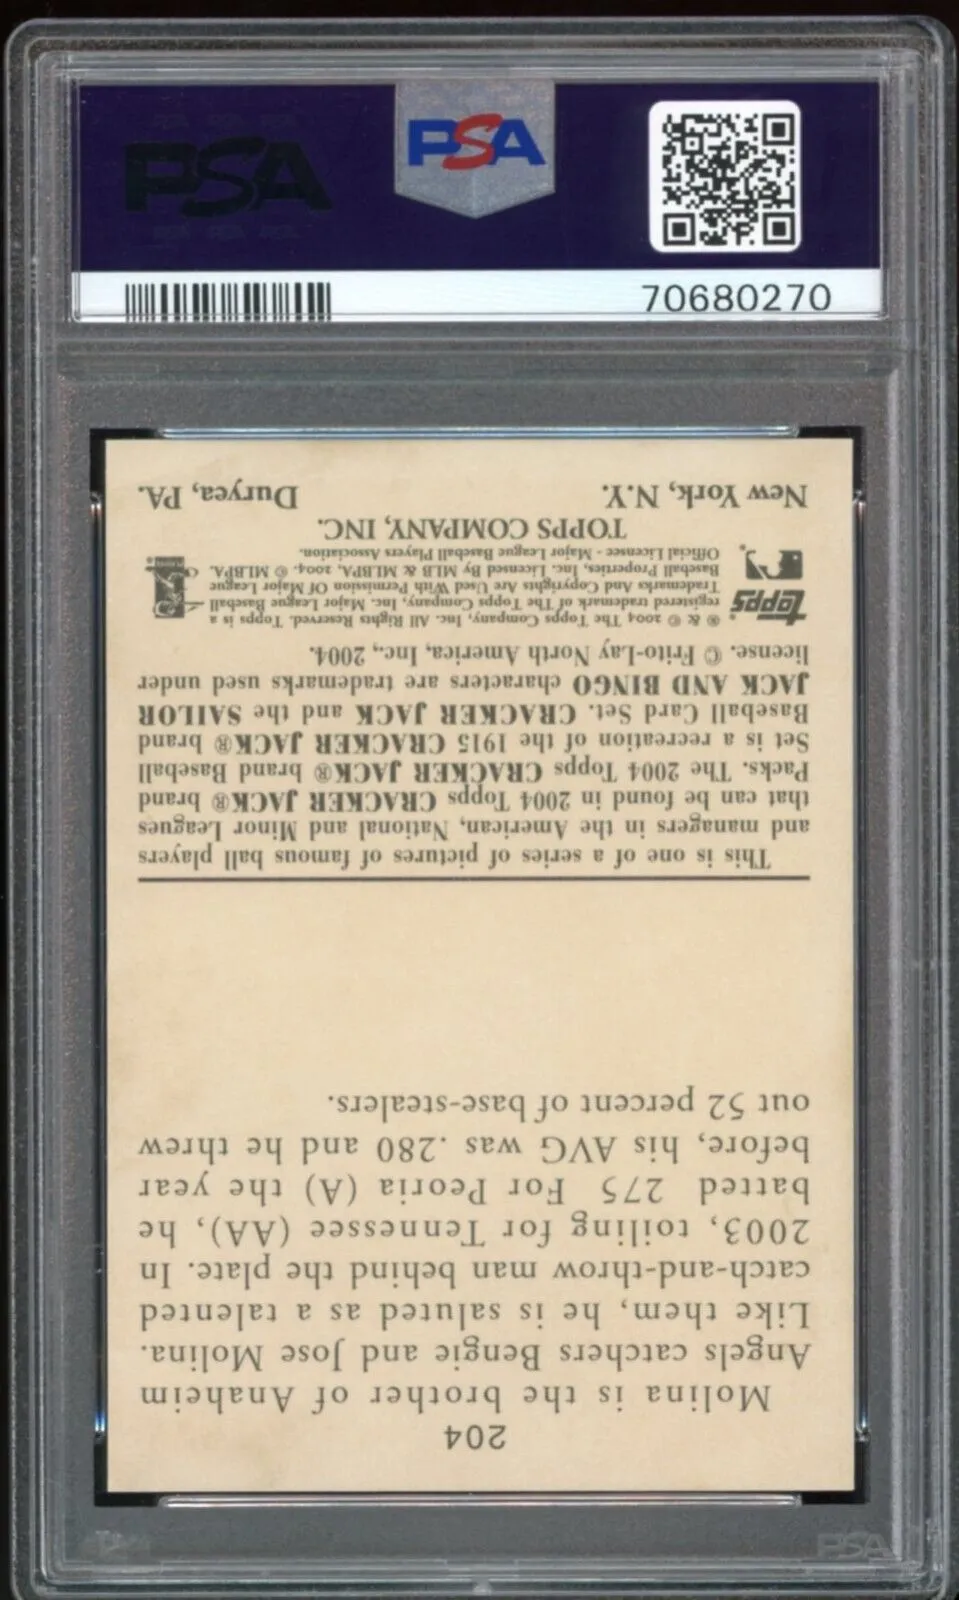 PSA
PSA
70680270
204
Molina is the brother of Anaheim
Angels catchers Bengie and Jose Molina.
Like them, he is saluted as a talented
catch-and-throw man behind the plate. In
2003, toiling for Tennessee (AA), he
batted 275 For Peoria (A) the year
before, his AVG was .280 and he threw
out 52 percent of base-stealers.
This is one of a series of pictures of famous ball players
and managers in the American, National and Minor Leagues
that can be found in 2004 Topps CRACKER JACK® brand
Packs. The 2004 Topps CRACKER JACK® brand Baseball
Set is a recreation of the 1915 CRACKER JACK® brand
Baseball Card Set. CRACKER JACK and the SAILOR
JACK AND BINGO characters are trademarks used under
license. © Frito-Lay North America, Inc., 2004.
topps
® & © 2004 The Topps Company, Inc. All Rights Reserved. Topps is a
registered trademark of The Topps Company, Inc. Major League Baseball
Trademarks And Copyrights Are Used With Permission Of Major League
Baseball Properties, Inc. Licensed By MLB & MLBPA, 2004. © MLBPA.
Official Licensee - Major League Baseball Players Association.
TOPPS COMPANY, INC.
New York, N.Y. Duryea, PA.
PSA